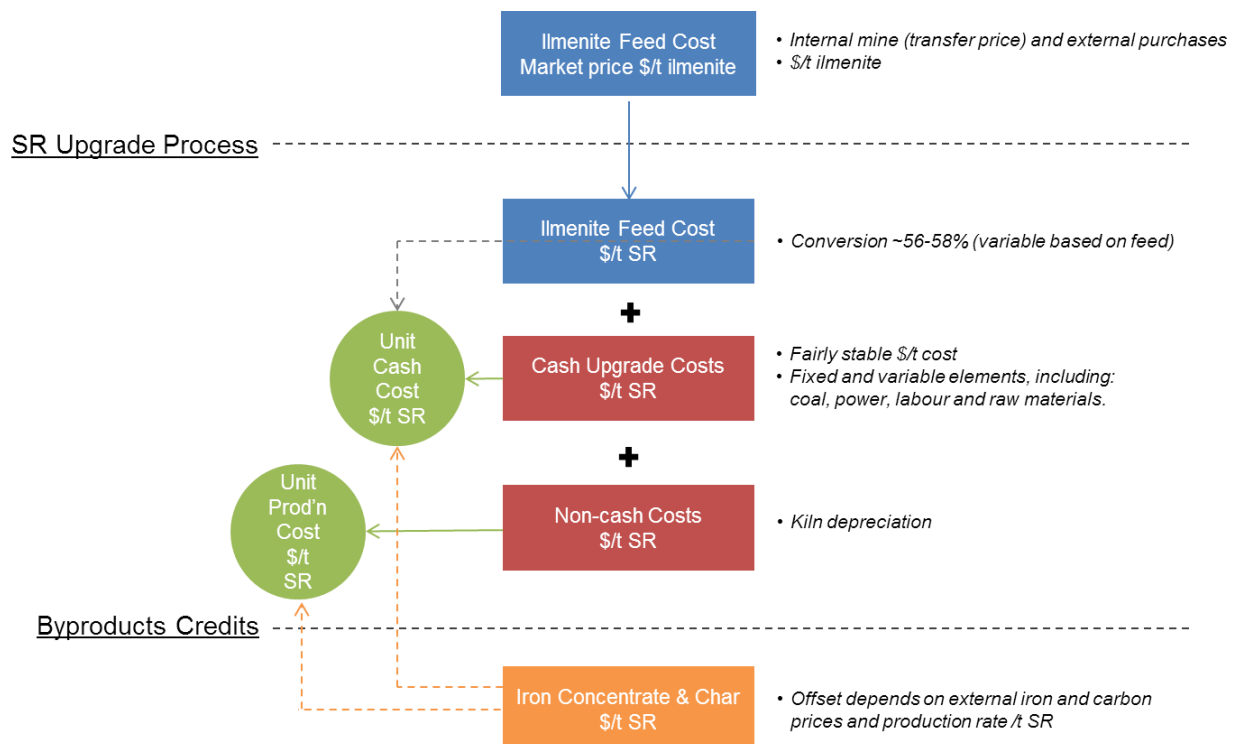 Ilmenite Feed Cost
Market price $/t ilmenite
• Internal mine (transfer price) and external purchases
• $/t ilmenite
SR Upgrade Process
Ilmenite Feed Cost
$/t SR
• Conversion ~56-58% (variable based on feed)
+
Unit
Cash
Cost
$/t SR
Cash Upgrade Costs
$/t SR
• Fairly stable $/t cost
• Fixed and variable elements, including:
coal, power, labour and raw materials.
+
Unit
Prod’n
Cost
$/t
SR
Non-cash Costs
$/t SR
• Kiln depreciation
Byproducts Credits
Iron Concentrate & Char
$/t SR
• Offset depends on external iron and carbon
prices and production rate /t SR